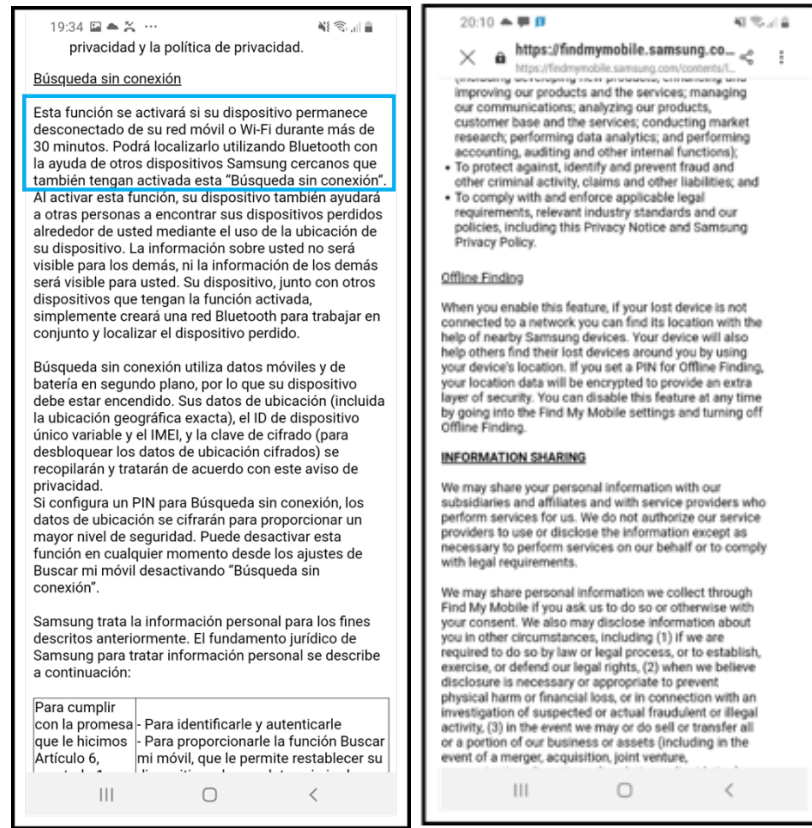 19:34
privacidad y la política de privacidad.
Búsqueda sin conexión
Esta función se activará si su dispositivo permanece
desconectado de su red móvil o Wi-Fi durante más de
30 minutos. Podrá localizarlo utilizando Bluetooth con
la ayuda de otros dispositivos Samsung cercanos que
también tengan activada esta “Búsqueda sin conexión”.
Al activar esta función, su dispositivo también ayudará
a otras personas a encontrar sus dispositivos perdidos
alrededor de usted mediante el uso de la ubicación de
su dispositivo. La información sobre usted no será
visible para los demás, ni la información de los demás
será visible para usted. Su dispositivo, junto con otros
dispositivos que tengan la función activada,
simplemente creará una red Bluetooth para trabajar en
conjunto y localizar el dispositivo perdido.
Búsqueda sin conexión utiliza datos móviles y de
batería en segundo plano, por lo que su dispositivo
debe estar encendido. Sus datos de ubicación (incluida
la ubicación geográfica exacta), el ID de dispositivo
único variable y el IMEI, y la clave de cifrado (para
desbloquear los datos de ubicación cifrados) se
recopilarán y tratarán de acuerdo con este aviso de
privacidad.
Si configura un PIN para Búsqueda sin conexión, los
datos de ubicación se cifrarán para proporcionar un
mayor nivel de seguridad. Puede desactivar esta
función en cualquier momento desde los ajustes de
Buscar mi móvil desactivando “Búsqueda sin
conexión”.
Samsung trata la información personal para los fines
descritos anteriormente. El fundamento jurídico de
Samsung para tratar información personal se describe
a continuación:
Para cumplir
con la promesa
que le hicimos
Artículo 6,
- Para identificarle y autenticarle
- Para proporcionarle la función Buscar
mi móvil, que le permite restablecer su
20:10
https://findmymobile.samsung.co...
https://findmymobile.samsung.com/contents/l...
(including developing new products, enhancing and
improving our products and the services; managing
our communications; analyzing our products,
customer base and the services; conducting market
research; performing data analytics; and performing
accounting, auditing and other internal functions);
• To protect against, identify and prevent fraud and
other criminal activity, claims and other liabilities; and
• To comply with and enforce applicable legal
requirements, relevant industry standards and our
policies, including this Privacy Notice and Samsung
Privacy Policy.
Offline Finding
When you enable this feature, if your lost device is not
connected to a network you can find its location with the
help of nearby Samsung devices. Your device will also
help others find their lost devices around you by using
your device's location. If you set a PIN for Offline Finding,
your location data will be encrypted to provide an extra
layer of security. You can disable this feature at any time
by going into the Find My Mobile settings and turning off
Offline Finding.
INFORMATION SHARING
We may share your personal information with our
subsidiaries and affiliates and with service providers who
perform services for us. We do not authorize our service
providers to use or disclose the information except as
necessary to perform services on our behalf or to comply
with legal requirements.
We may share personal information we collect through
Find My Mobile if you ask us to do so or otherwise with
your consent. We also may disclose information about
you in other circumstances, including (1) if we are
required to do so by law or legal process, or to establish,
exercise, or defend our legal rights, (2) when we believe
disclosure is necessary or appropriate to prevent
physical harm or financial loss, or in connection with an
investigation of suspected or actual fraudulent or illegal
activity, (3) in the event we may or do sell or transfer all
or a portion of our business or assets (including in the
event of a merger, acquisition, joint venture,